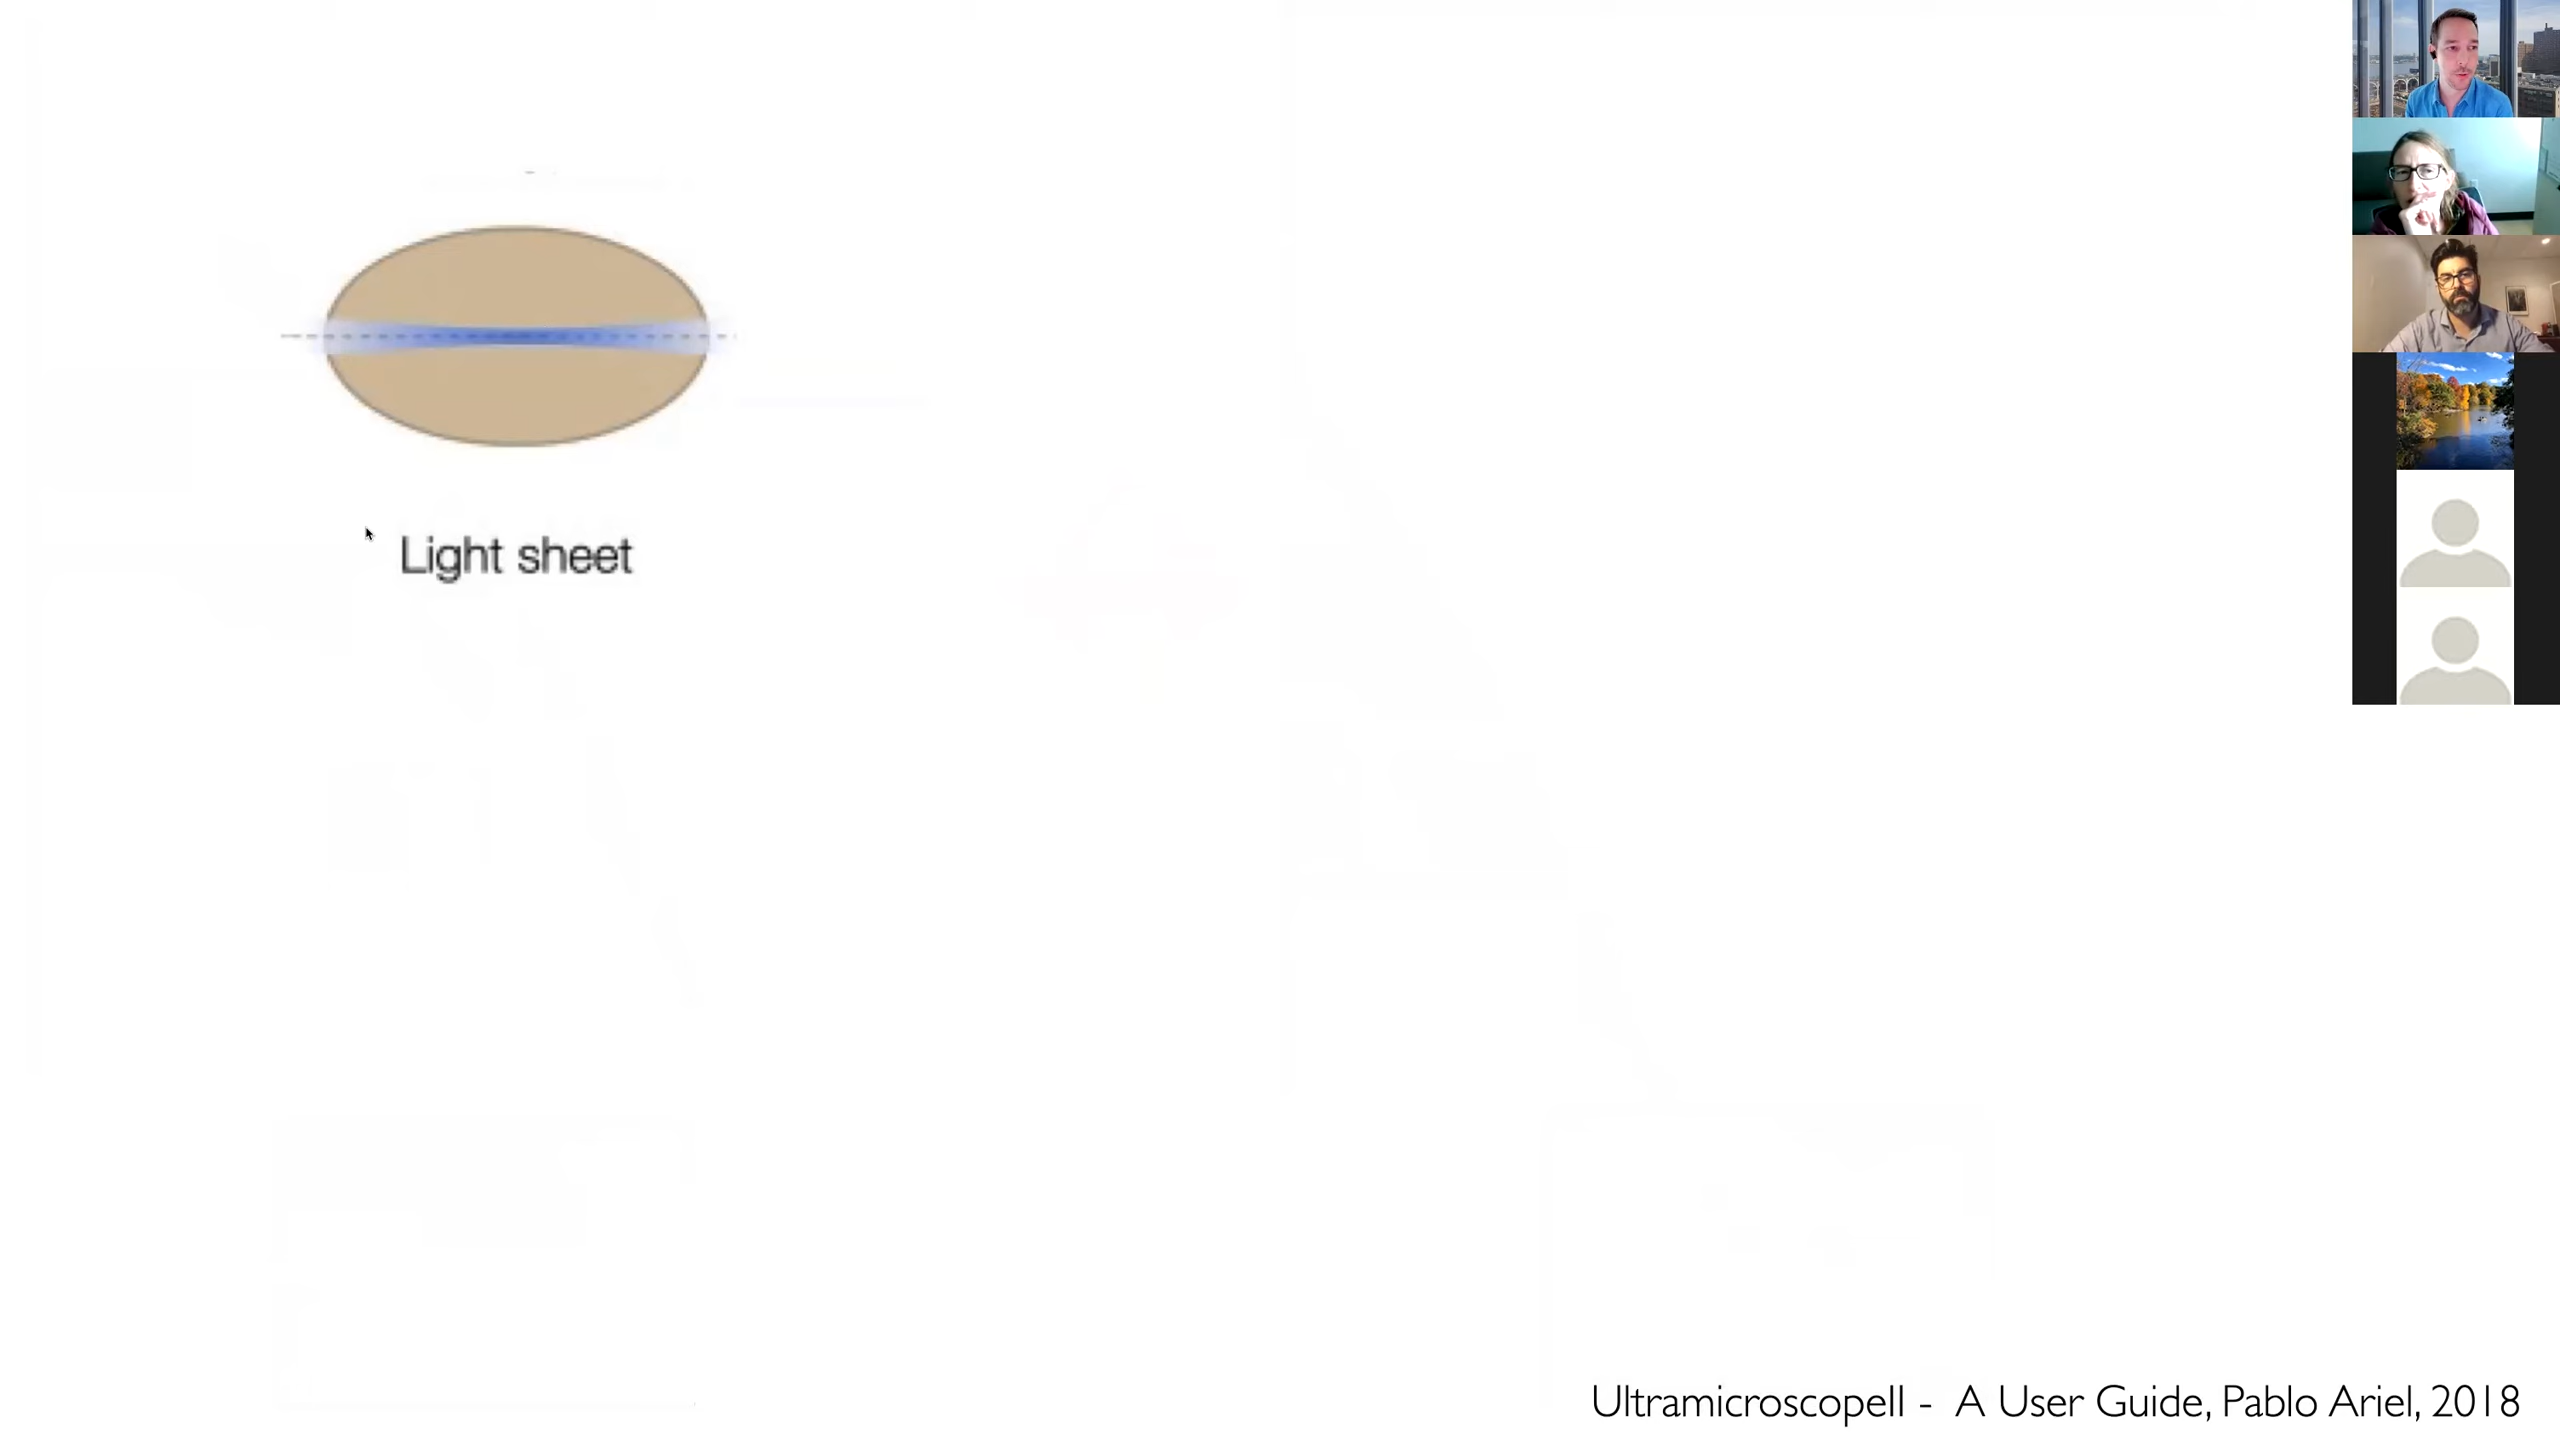 Light sheet
Ultramicroscopell - A User Guide, Pablo Ariel, 2018